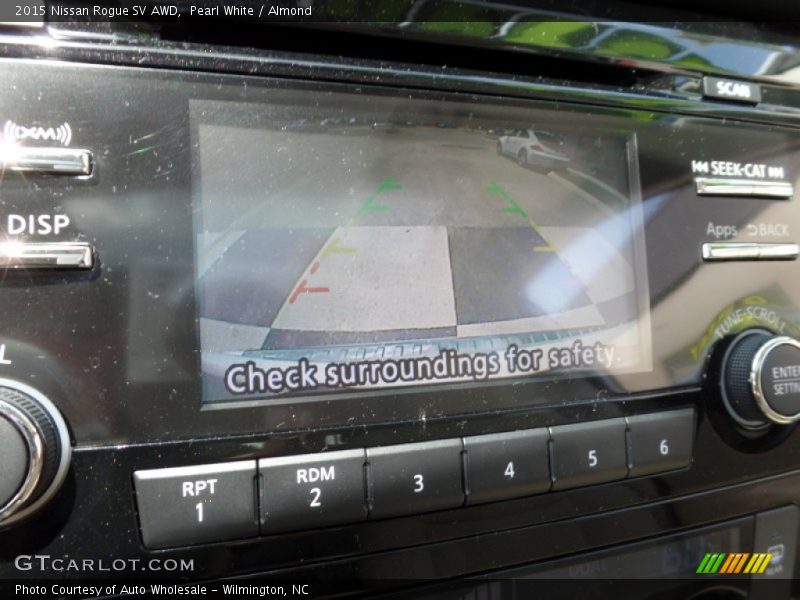 2015 Nissan Rogue SV AWD, Pearl White / Almond
SCAN
((XM))
SEEK-CAT
DISP
Apps BACK
TUNE-SCROLL
ENTER
Check surroundings for safety.
L
RPT 1
RDM 2
3
4
5
6
GTCARLOT.COM
Photo Courtesy of Auto Wholesale - Wilmington, NC